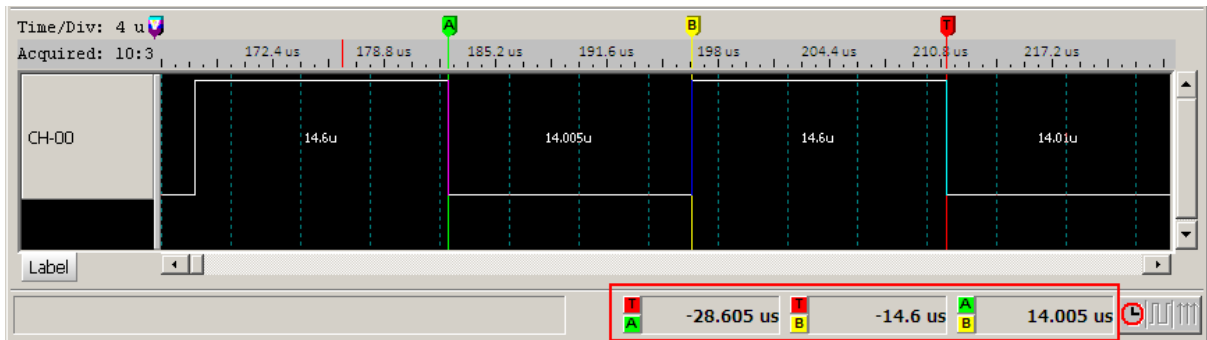 Time/Div: 4 u
A B T
Acquired: 10:3 172.4 us 178.8 us 185.2 us 191.6 us 198 us 204.4 us 210.8 us 217.2 us
CH-00 14.6u 14.005u 14.6u 14.01u
Label
T A -28.605 us T B -14.6 us A B 14.005 us